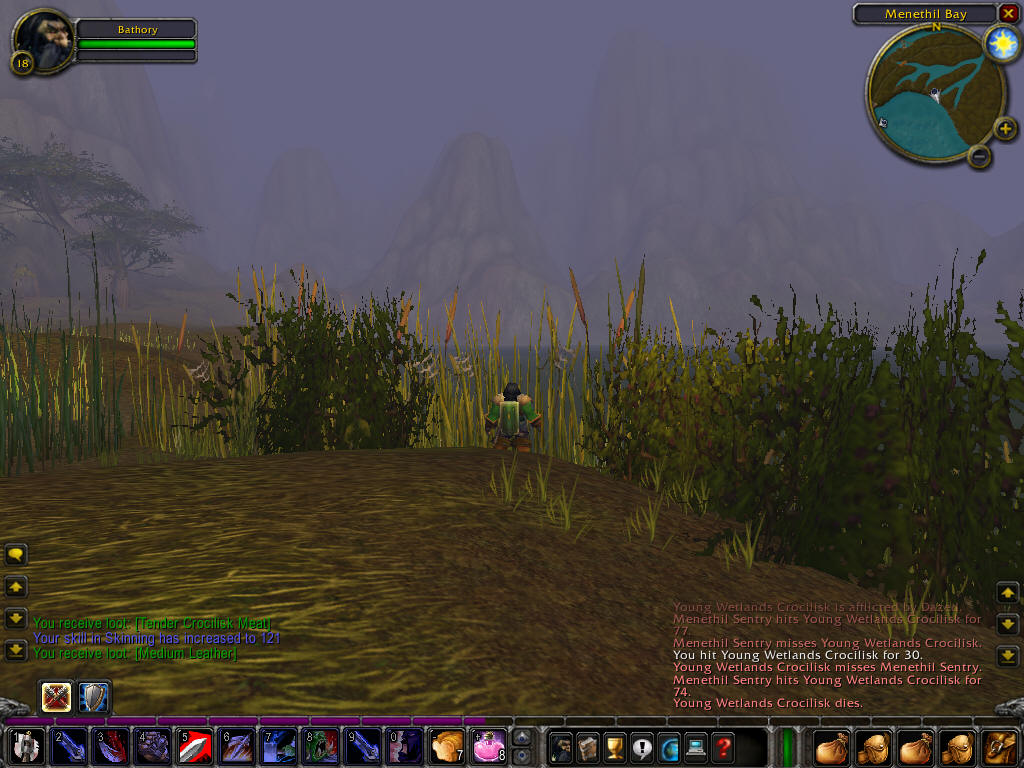 Bathory
18
Menethil Bay
N
You receive loot: [Tender Crocilisk Meat]
Your skill in Skinning has increased to 121
You receive loot: [Medium Leather]
Young Wetlands Crocilisk is afflicted by Dazed.
Menethil Sentry hits Young Wetlands Crocilisk for
77.
Menethil Sentry misses Young Wetlands Crocilisk.
You hit Young Wetlands Crocilisk for 30.
Young Wetlands Crocilisk misses Menethil Sentry.
Menethil Sentry hits Young Wetlands Crocilisk for
74.
Young Wetlands Crocilisk dies.
2 3 4 5 6 7 8 9 0
7 8